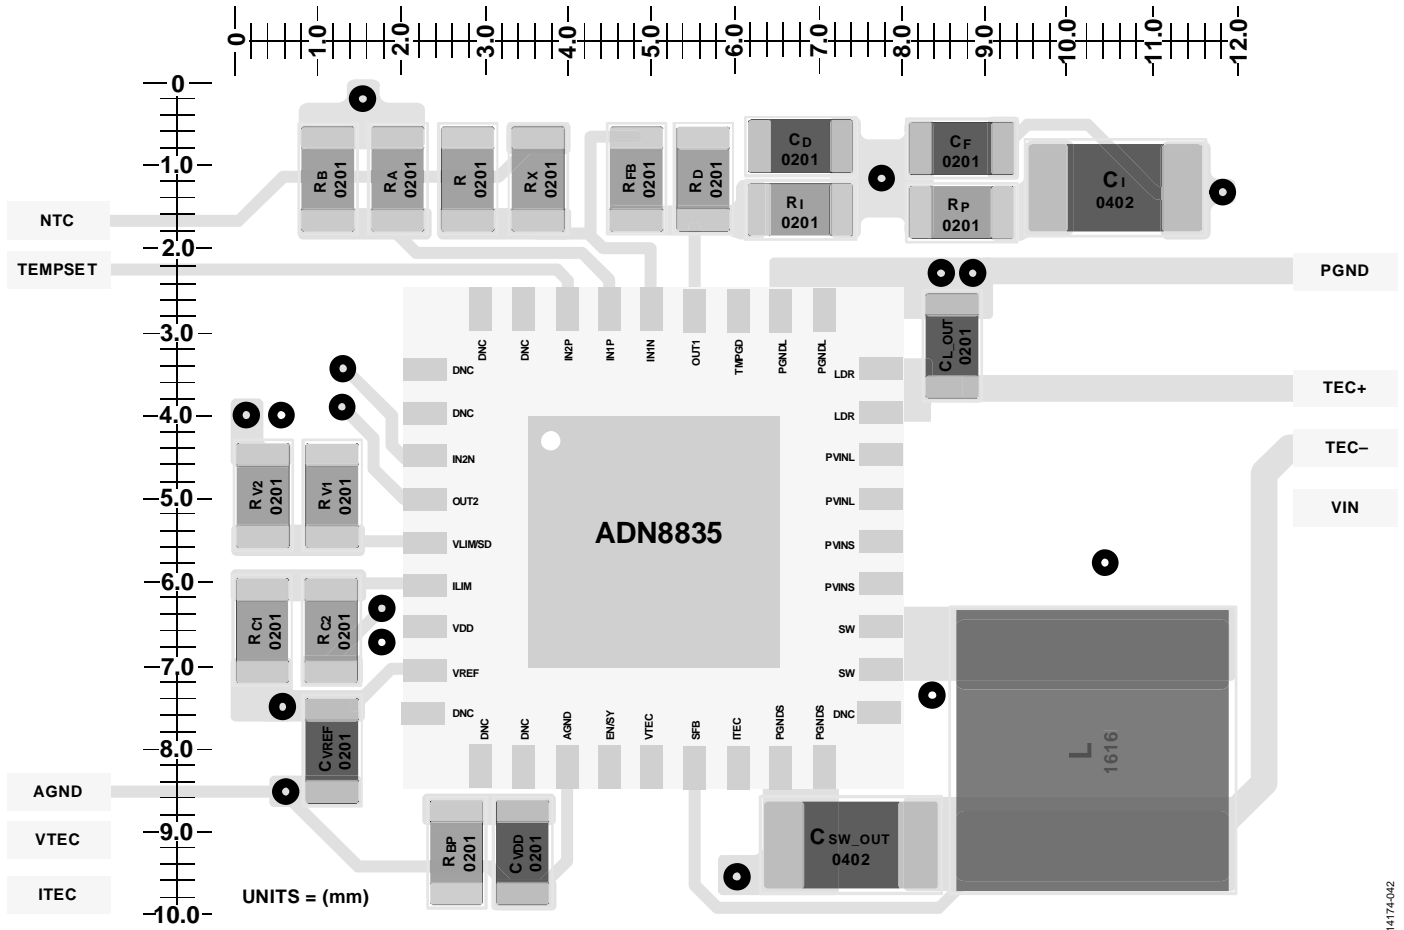 0 1.0 2.0 3.0 4.0 5.0 6.0 7.0 8.0 9.0 10.0 11.0 12.0
0
1.0
2.0
3.0
4.0
5.0
6.0
7.0
8.0
9.0
10.0
NTC
TEMPSET
AGND
VTEC
ITEC
PGND
TEC+
TEC–
VIN
RB
0201
RA
0201
R
0201
RX
0201
RFB
0201
RD
0201
CD
0201
RI
0201
CF
0201
RP
0201
CI
0402
CL_OUT
0201
RV2
0201
RV1
0201
RC1
0201
RC2
0201
CVREF
0201
RBP
0201
CVDD
0201
CSW_OUT
0402
L
1616
DNC
DNC
IN2P
IN1P
IN1N
OUT1
TMPGD
PGNDL
PGNDL
DNC
DNC
IN2N
OUT2
VLIM/SD
ILIM
VDD
VREF
DNC
LDR
LDR
PVINL
PVINL
PVINS
PVINS
SW
SW
DNC
DNC
DNC
AGND
EN/SY
VTEC
SFB
ITEC
PGNDS
PGNDS
ADN8835
UNITS = (mm)
14174-042